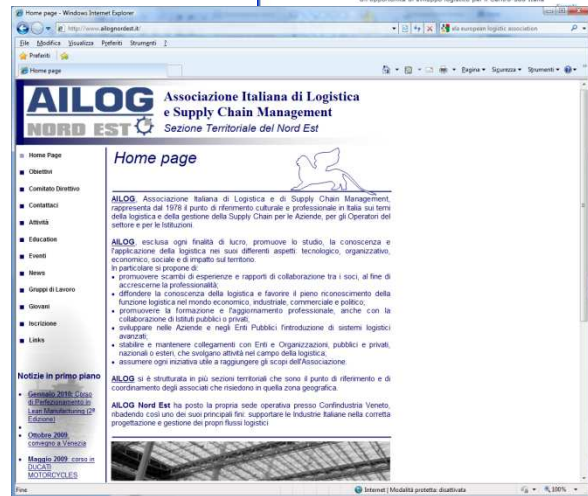 Un'opportunità di sviluppo logistico per il Centro-Sud Italia
Home page - Windows Internet Explorer
http://www.ailognordest.it/
ela european logistic association
File Modifica Visualizza Preferiti Strumenti ?
Preferiti
Home page
Pagina Sicurezza Strumenti
AILOG
NORD EST
Associazione Italiana di Logistica
e Supply Chain Management
Sezione Territoriale del Nord Est
Home Page
Obiettivi
Comitato Direttivo
Contattaci
Attività
Education
Eventi
News
Gruppi di Lavoro
Giovani
Iscrizione
Links
Notizie in primo piano
Gennaio 2010: Corso
di Perfezionamento in
Lean Manufacturing (2ª
Edizione)
Ottobre 2009:
convegno a Venezia
Maggio 2009: corso in
DUCATI
MOTORCYCLES
Home page
AILOG, Associazione Italiana di Logistica e di Supply Chain Management,
rappresenta dal 1978 il punto di riferimento culturale e professionale in Italia sui temi
della logistica e della gestione della Supply Chain per le Aziende, per gli Operatori del
settore e per le Istituzioni.
AILOG, esclusa ogni finalità di lucro, promuove lo studio, la conoscenza e
l'applicazione della logistica nei suoi differenti aspetti: tecnologico, organizzativo,
economico, sociale e di impatto sul territorio.
In particolare si propone di:
• promuovere scambi di esperienze e rapporti di collaborazione tra i soci, al fine di
accrescerne la professionalità;
• diffondere la conoscenza della logistica e favorire il pieno riconoscimento della
funzione logistica nel mondo economico, industriale, commerciale e politico;
• promuovere la formazione e l'aggiornamento professionale, anche con la
collaborazione di Istituti pubblici o privati;
• sviluppare nelle Aziende e negli Enti Pubblici l'introduzione di sistemi logistici
avanzati;
• stabilire e mantenere collegamenti con Enti e Organizzazioni, pubblici e privati,
nazionali o esteri, che svolgano attività nel campo della logistica;
• assumere ogni iniziativa utile a raggiungere gli scopi dell'Associazione.
AILOG si è strutturata in più sezioni territoriali che sono il punto di riferimento e di
coordinamento degli associati che risiedono in quella zona geografica.
AILOG Nord Est ha posto la propria sede operativa presso Confindustria Veneto,
ribadendo così uno dei suoi principali fini: supportare le Industrie Italiane nella corretta
progettazione e gestione dei propri flussi logistici
Fine
Internet | Modalità protetta: disattivata
100%